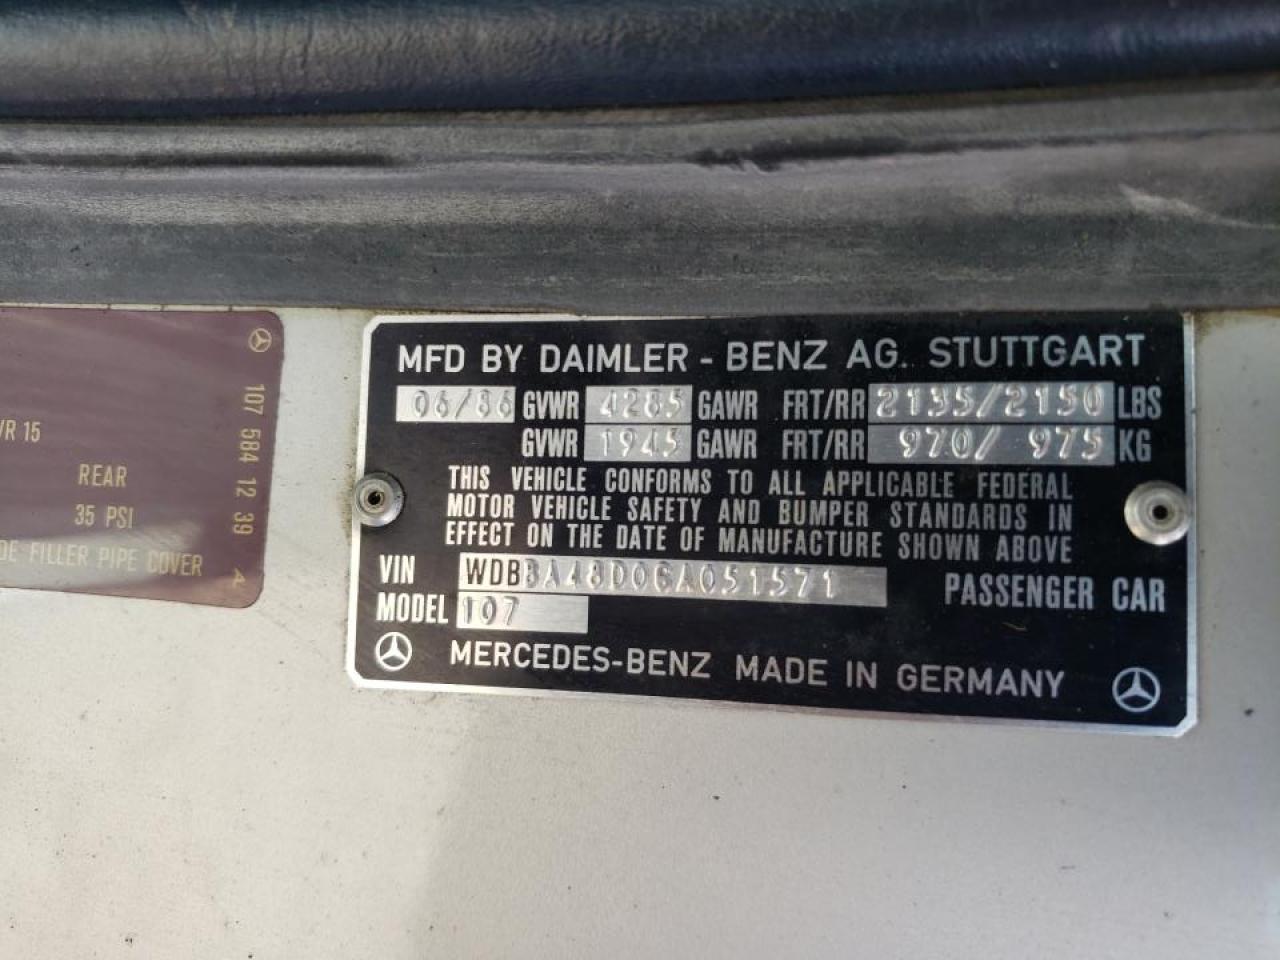 /R 15
REAR
35 PSI
DE FILLER PIPE COVER
107 584 12 39 A
MFD BY DAIMLER - BENZ AG. STUTTGART
06/86 GVWR 4285 GAWR FRT/RR 2135/2150 LBS
GVWR 1945 GAWR FRT/RR 970/ 975 KG
THIS VEHICLE CONFORMS TO ALL APPLICABLE FEDERAL
MOTOR VEHICLE SAFETY AND BUMPER STANDARDS IN
EFFECT ON THE DATE OF MANUFACTURE SHOWN ABOVE
VIN WDBBA48D0GA051571 PASSENGER CAR
MODEL 107
MERCEDES-BENZ MADE IN GERMANY